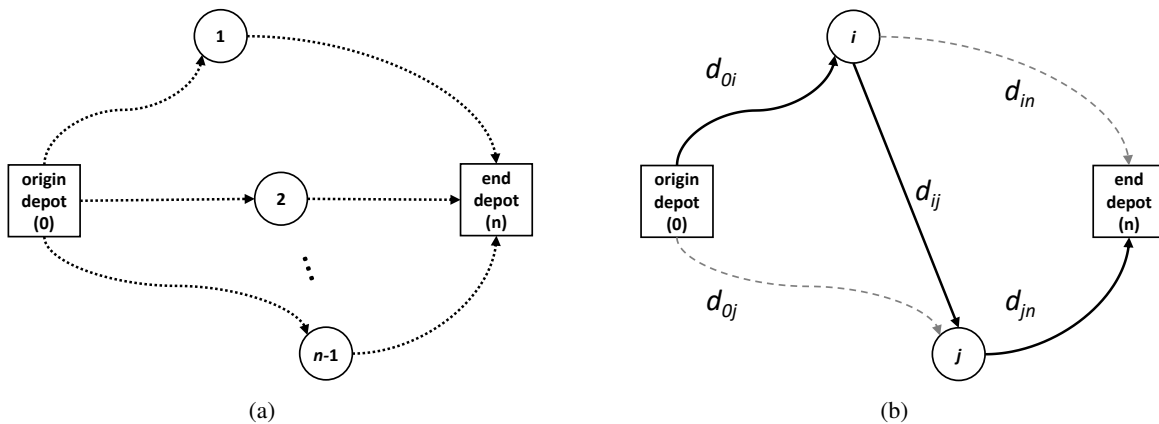 1
origin
depot
(0)
2
end
depot
(n)
n-1
(a)
i
d0i
din
origin
depot
(0)
dij
end
depot
(n)
d0j
djn
j
(b)